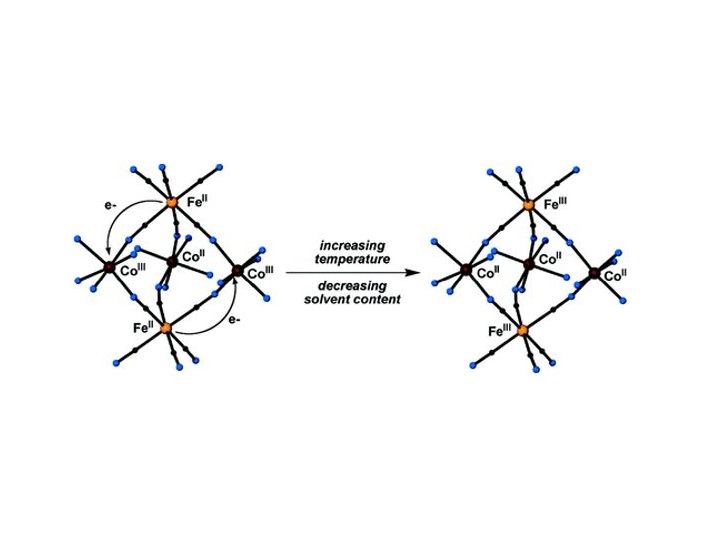 Fe^II
e-
Co^III
Co^II
Co^III
Fe^II
e-
increasing
temperature
decreasing
solvent content
Fe^III
Co^II
Co^II
Co^II
Fe^III